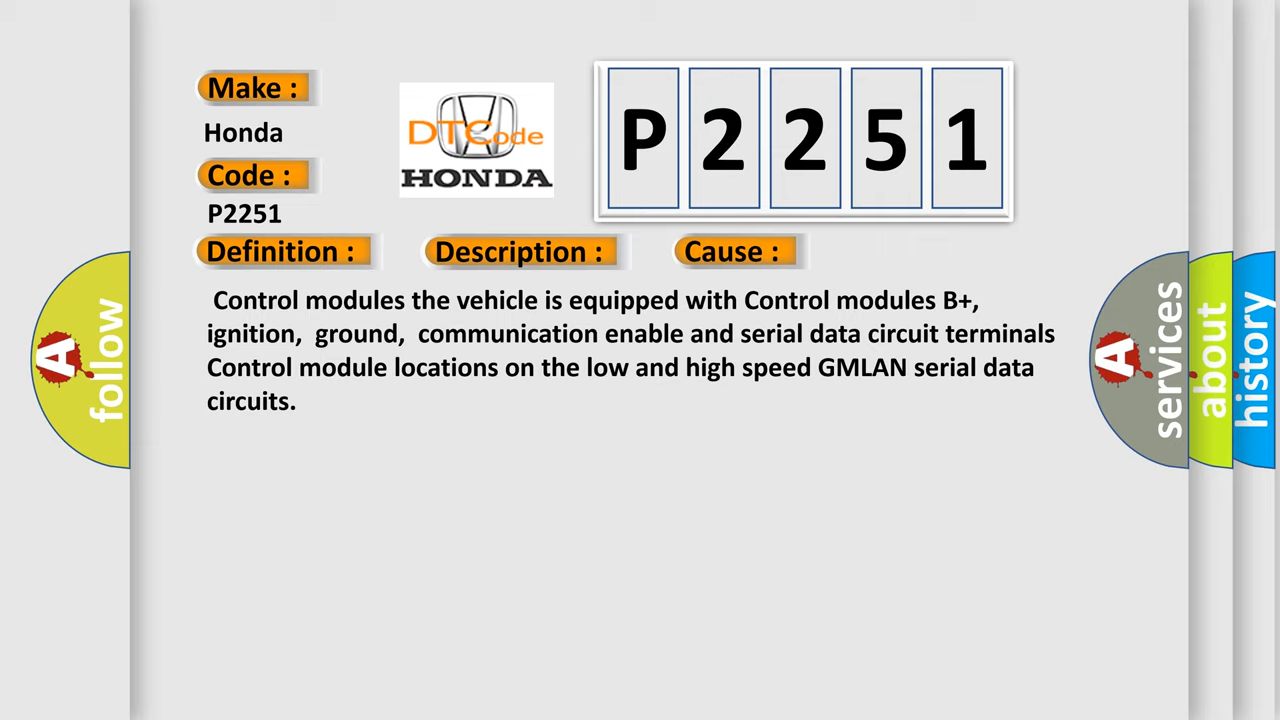 Make :
Honda
Code :
P2251
DTCode
HONDA
P 2 2 5 1
Definition :
Description :
Cause :
Control modules the vehicle is equipped with Control modules B+,
ignition, ground, communication enable and serial data circuit terminals
Control module locations on the low and high speed GMLAN serial data
circuits.
A
follow
A
services
about
history